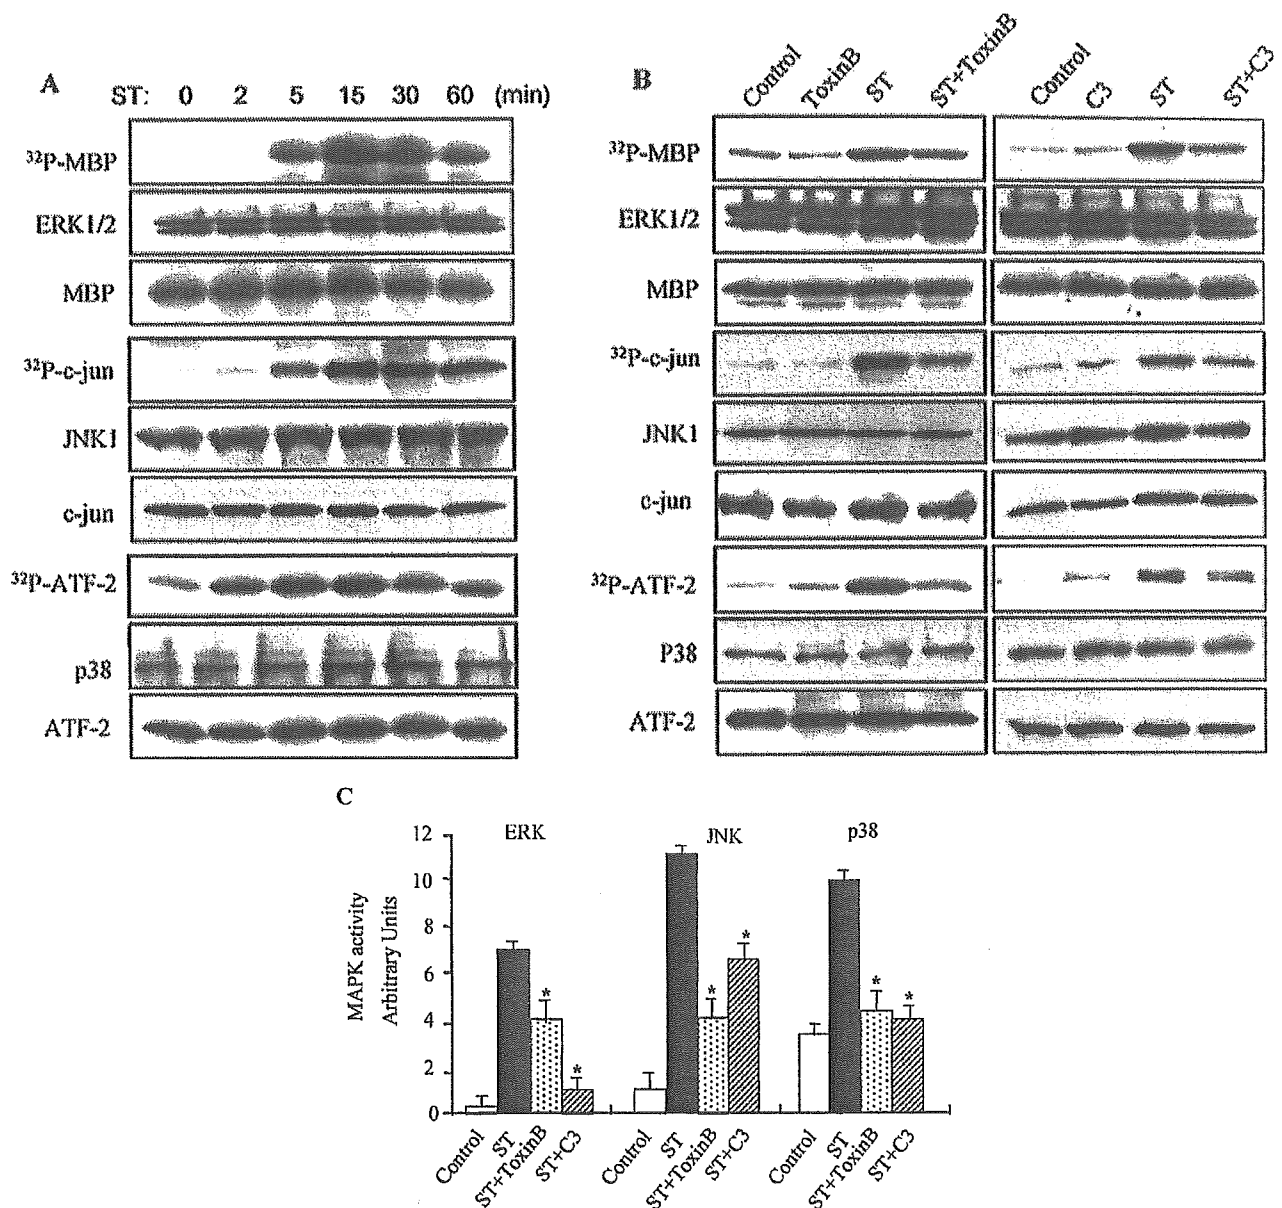 A
ST: 0 2 5 15 30 60 (min)
³²P-MBP
ERK1/2
MBP
³²P-c-jun
JNK1
c-jun
³²P-ATF-2
p38
ATF-2
B
Control ToxinB ST ST+ToxinB Control C3 ST ST+C3
³²P-MBP
ERK1/2
MBP
³²P-c-jun
JNK1
c-jun
³²P-ATF-2
P38
ATF-2
C
ERK JNK p38
MAPK activity
Arbitrary Units
12
10
8
6
4
2
0
Control ST ST+ToxinB ST+C3 Control ST ST+ToxinB ST+C3 Control ST ST+ToxinB ST+C3
* * * * * *